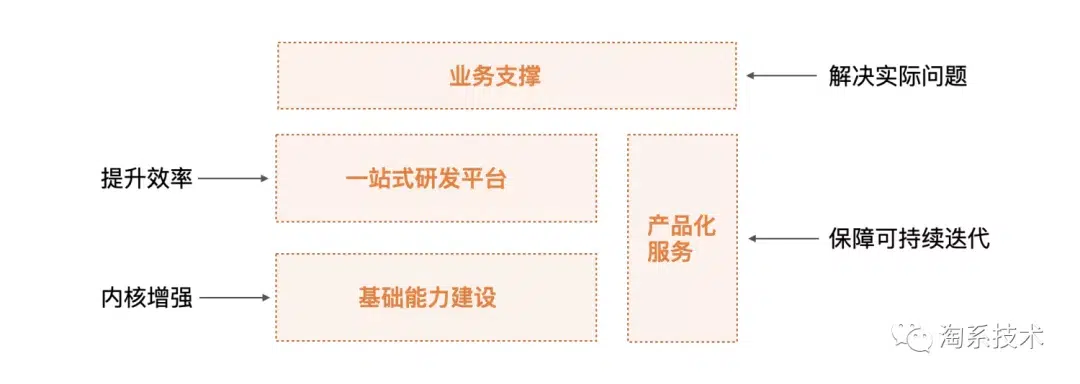 业务支撑
解决实际问题
提升效率
一站式研发平台
产品化
服务
保障可持续迭代
内核增强
基础能力建设
淘系技术